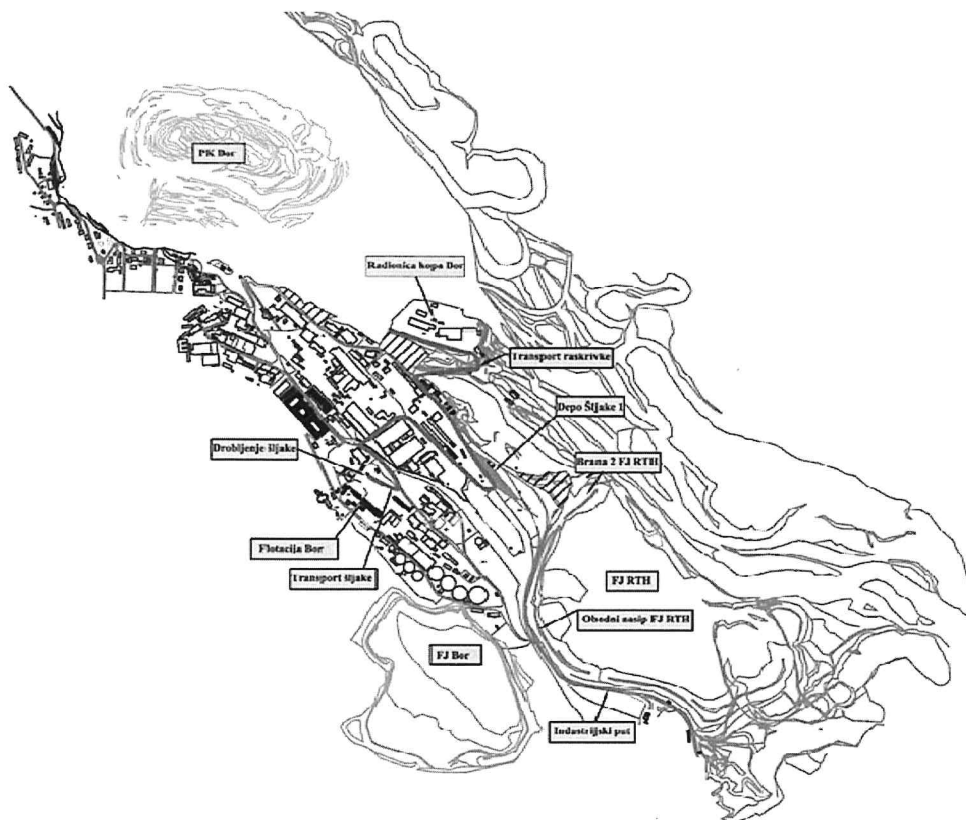 PK Bor
Radionica kopa Bor
Transport raskrivke
Depo Šljake 1
Drobljenje šljake
Brana 2 FJ RTH
Flotacija Bor
Transport šljake
FJ RTH
Obodni nasip FJ RTH
FJ Bor
Industrijski put